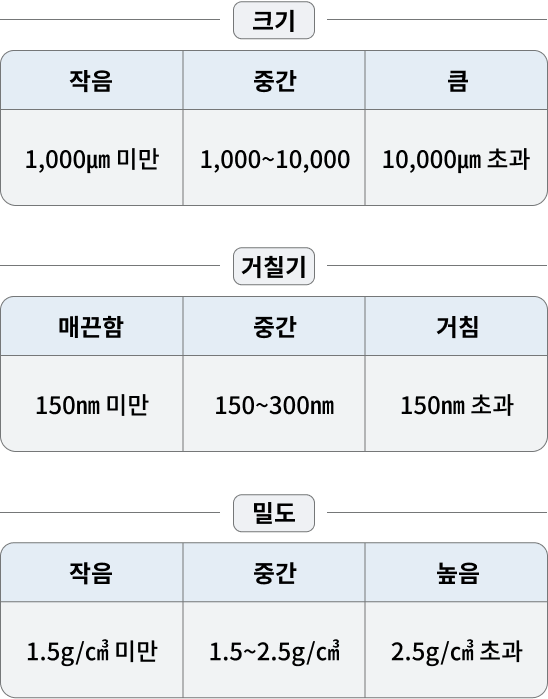 크기
작음 중간 큼
1,000㎛ 미만 1,000~10,000 10,000㎛ 초과
거칠기
매끈함 중간 거침
150㎚ 미만 150~300㎚ 150㎚ 초과
밀도
작음 중간 높음
1.5g/㎤ 미만 1.5~2.5g/㎤ 2.5g/㎤ 초과